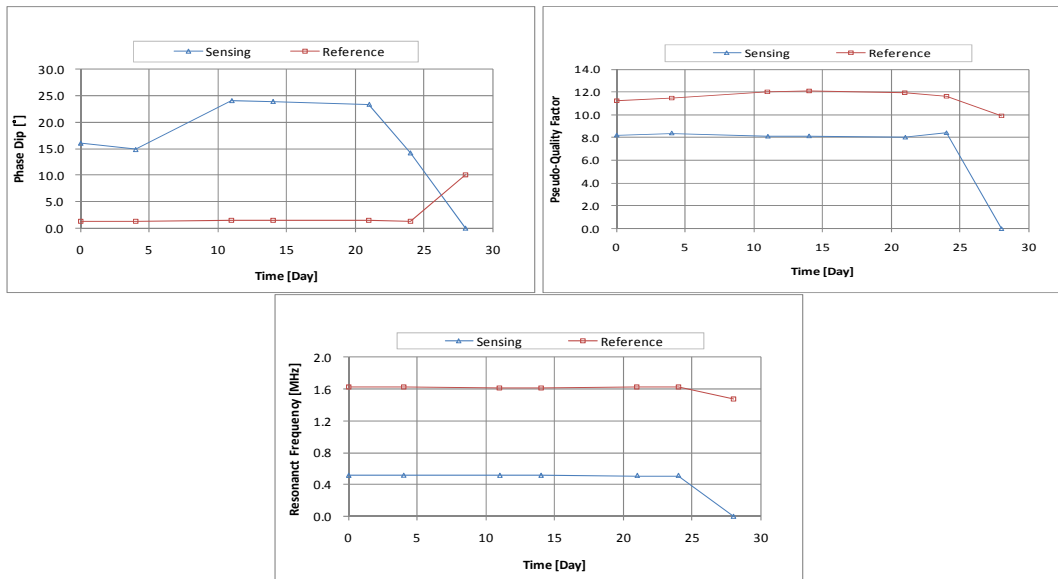 Sensing Reference
30.0
25.0
20.0
15.0
10.0
5.0
0.0
Phase Dip [°]
0 5 10 15 20 25 30
Time [Day]
Sensing Reference
14.0
12.0
10.0
8.0
6.0
4.0
2.0
0.0
Pseudo-Quality Factor
0 5 10 15 20 25 30
Time [Day]
Sensing Reference
2.0
1.6
1.2
0.8
0.4
0.0
Resonanct Frequency [MHz]
0 5 10 15 20 25 30
Time [Day]